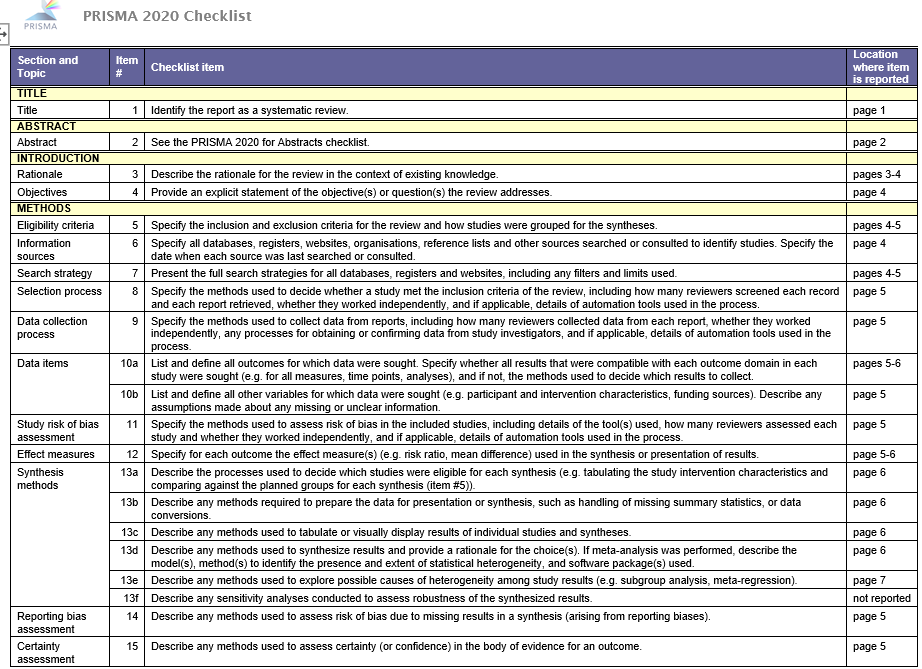 PRISMA
PRISMA 2020 Checklist
Section and Topic | Item # | Checklist item | Location where item is reported
TITLE
Title | 1 | Identify the report as a systematic review. | page 1
ABSTRACT
Abstract | 2 | See the PRISMA 2020 for Abstracts checklist. | page 2
INTRODUCTION
Rationale | 3 | Describe the rationale for the review in the context of existing knowledge. | pages 3-4
Objectives | 4 | Provide an explicit statement of the objective(s) or question(s) the review addresses. | page 4
METHODS
Eligibility criteria | 5 | Specify the inclusion and exclusion criteria for the review and how studies were grouped for the syntheses. | pages 4-5
Information sources | 6 | Specify all databases, registers, websites, organisations, reference lists and other sources searched or consulted to identify studies. Specify the date when each source was last searched or consulted. | page 4
Search strategy | 7 | Present the full search strategies for all databases, registers and websites, including any filters and limits used. | pages 4-5
Selection process | 8 | Specify the methods used to decide whether a study met the inclusion criteria of the review, including how many reviewers screened each record and each report retrieved, whether they worked independently, and if applicable, details of automation tools used in the process. | page 5
Data collection process | 9 | Specify the methods used to collect data from reports, including how many reviewers collected data from each report, whether they worked independently, any processes for obtaining or confirming data from study investigators, and if applicable, details of automation tools used in the process. | page 5
Data items | 10a | List and define all outcomes for which data were sought. Specify whether all results that were compatible with each outcome domain in each study were sought (e.g. for all measures, time points, analyses), and if not, the methods used to decide which results to collect. | pages 5-6
10b | List and define all other variables for which data were sought (e.g. participant and intervention characteristics, funding sources). Describe any assumptions made about any missing or unclear information. | page 5
Study risk of bias assessment | 11 | Specify the methods used to assess risk of bias in the included studies, including details of the tool(s) used, how many reviewers assessed each study and whether they worked independently, and if applicable, details of automation tools used in the process. | page 5
Effect measures | 12 | Specify for each outcome the effect measure(s) (e.g. risk ratio, mean difference) used in the synthesis or presentation of results. | page 5-6
Synthesis methods | 13a | Describe the processes used to decide which studies were eligible for each synthesis (e.g. tabulating the study intervention characteristics and comparing against the planned groups for each synthesis (item #5)). | page 6
13b | Describe any methods required to prepare the data for presentation or synthesis, such as handling of missing summary statistics, or data conversions. | page 6
13c | Describe any methods used to tabulate or visually display results of individual studies and syntheses. | page 6
13d | Describe any methods used to synthesize results and provide a rationale for the choice(s). If meta-analysis was performed, describe the model(s), method(s) to identify the presence and extent of statistical heterogeneity, and software package(s) used. | page 6
13e | Describe any methods used to explore possible causes of heterogeneity among study results (e.g. subgroup analysis, meta-regression). | page 7
13f | Describe any sensitivity analyses conducted to assess robustness of the synthesized results. | not reported
Reporting bias assessment | 14 | Describe any methods used to assess risk of bias due to missing results in a synthesis (arising from reporting biases). | page 5
Certainty assessment | 15 | Describe any methods used to assess certainty (or confidence) in the body of evidence for an outcome. | page 5